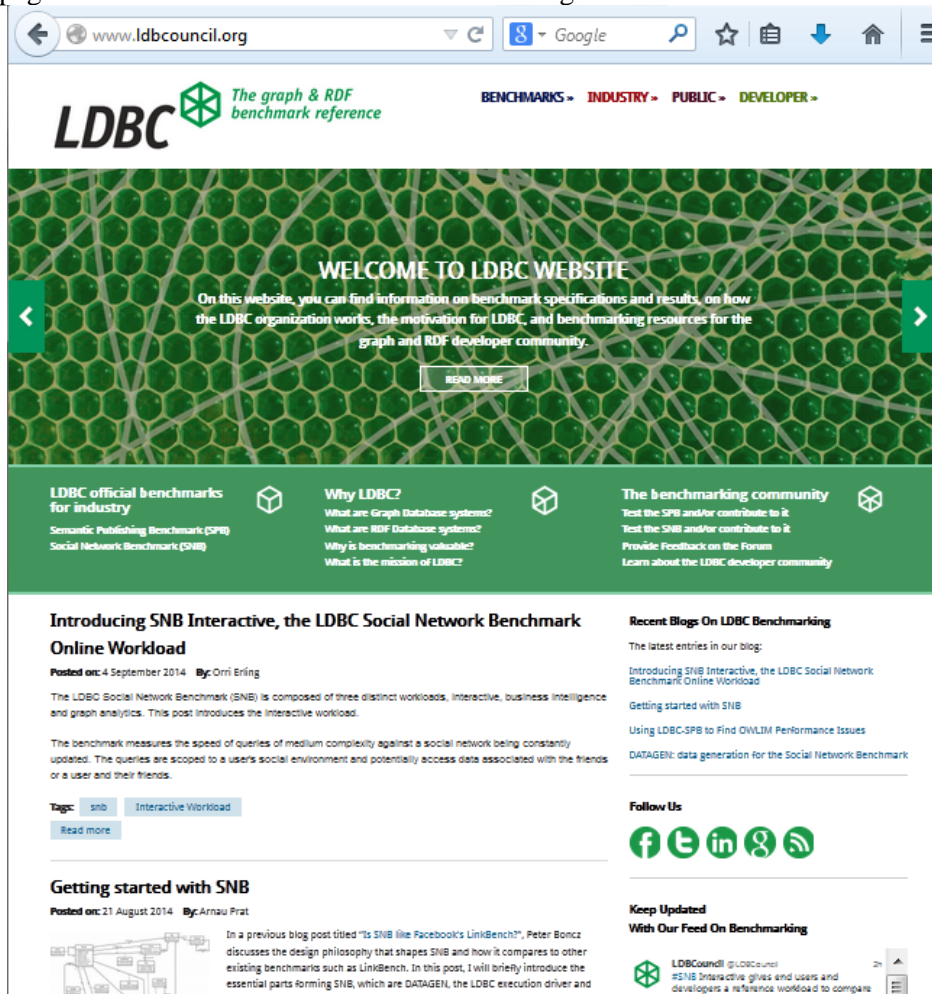 www.ldbcouncil.org
Google
LDBC
The graph & RDF
benchmark reference
BENCHMARKS » INDUSTRY » PUBLIC » DEVELOPER »
WELCOME TO LDBC WEBSITE
On this website, you can find information on benchmark specifications and results, on how
the LDBC organization works, the motivation for LDBC, and benchmarking resources for the
graph and RDF developer community.
READ MORE
LDBC official benchmarks
for industry
Semantic Publishing Benchmark (SPB)
Social Network Benchmark (SNB)
Why LDBC?
What are Graph Database systems?
What are RDF Database systems?
Why is benchmarking valuable?
What is the mission of LDBC?
The benchmarking community
Test the SPB and/or contribute to it
Test the SNB and/or contribute to it
Provide Feedback on the Forum
Learn about the LDBC developer community
Introducing SNB Interactive, the LDBC Social Network Benchmark
Online Workload
Posted on: 4 September 2014 By: Orri Erling
The LDBC Social Network Benchmark (SNB) is composed of three distinct workloads, interactive, business intelligence
and graph analytics. This post introduces the interactive workload.
The benchmark measures the speed of queries of medium complexity against a social network being constantly
updated. The queries are scoped to a user's social environment and potentially access data associated with the friends
or a user and their friends.
Tags: snb Interactive Workload
Read more
Getting started with SNB
Posted on: 21 August 2014 By: Arnau Prat
In a previous blog post titled "Is SNB like Facebook's LinkBench?", Peter Boncz
discusses the design philosophy that shapes SNB and how it compares to other
existing benchmarks such as LinkBench. In this post, I will briefly introduce the
essential parts forming SNB, which are DATAGEN, the LDBC execution driver and
Recent Blogs On LDBC Benchmarking
The latest entries in our blog:
Introducing SNB Interactive, the LDBC Social Network
Benchmark Online Workload
Getting started with SNB
Using LDBC-SPB to Find OWLIM Performance Issues
DATAGEN: data generation for the Social Network Benchmark
Follow Us
Keep Updated
With Our Feed On Benchmarking
LDBCouncil @LDBCouncil 2h
#SNB Interactive gives end users and
developers a reference workload to compare